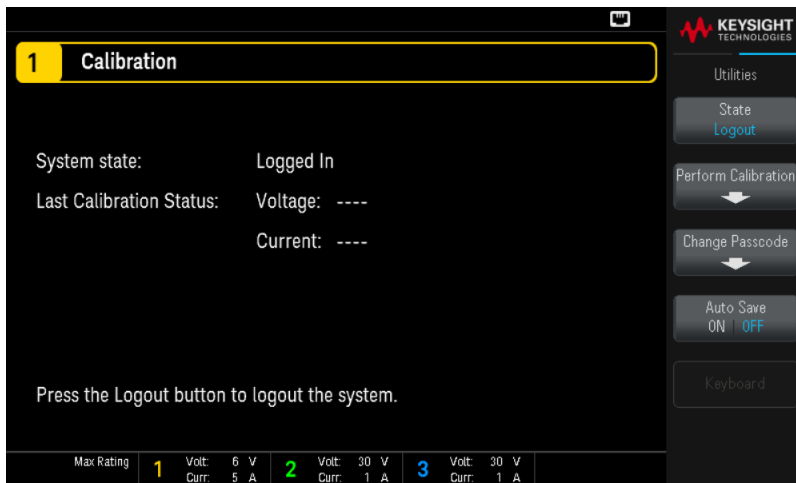 KEYSIGHT
TECHNOLOGIES
1 Calibration
Utilities
State
Logout
System state: Logged In
Perform Calibration
Last Calibration Status: Voltage: ----
Current: ----
Change Passcode
Auto Save
ON | OFF
Keyboard
Press the Logout button to logout the system.
Max Rating 1 Volt: 6 V 2 Volt: 30 V 3 Volt: 30 V
Curr: 5 A Curr: 1 A Curr: 1 A